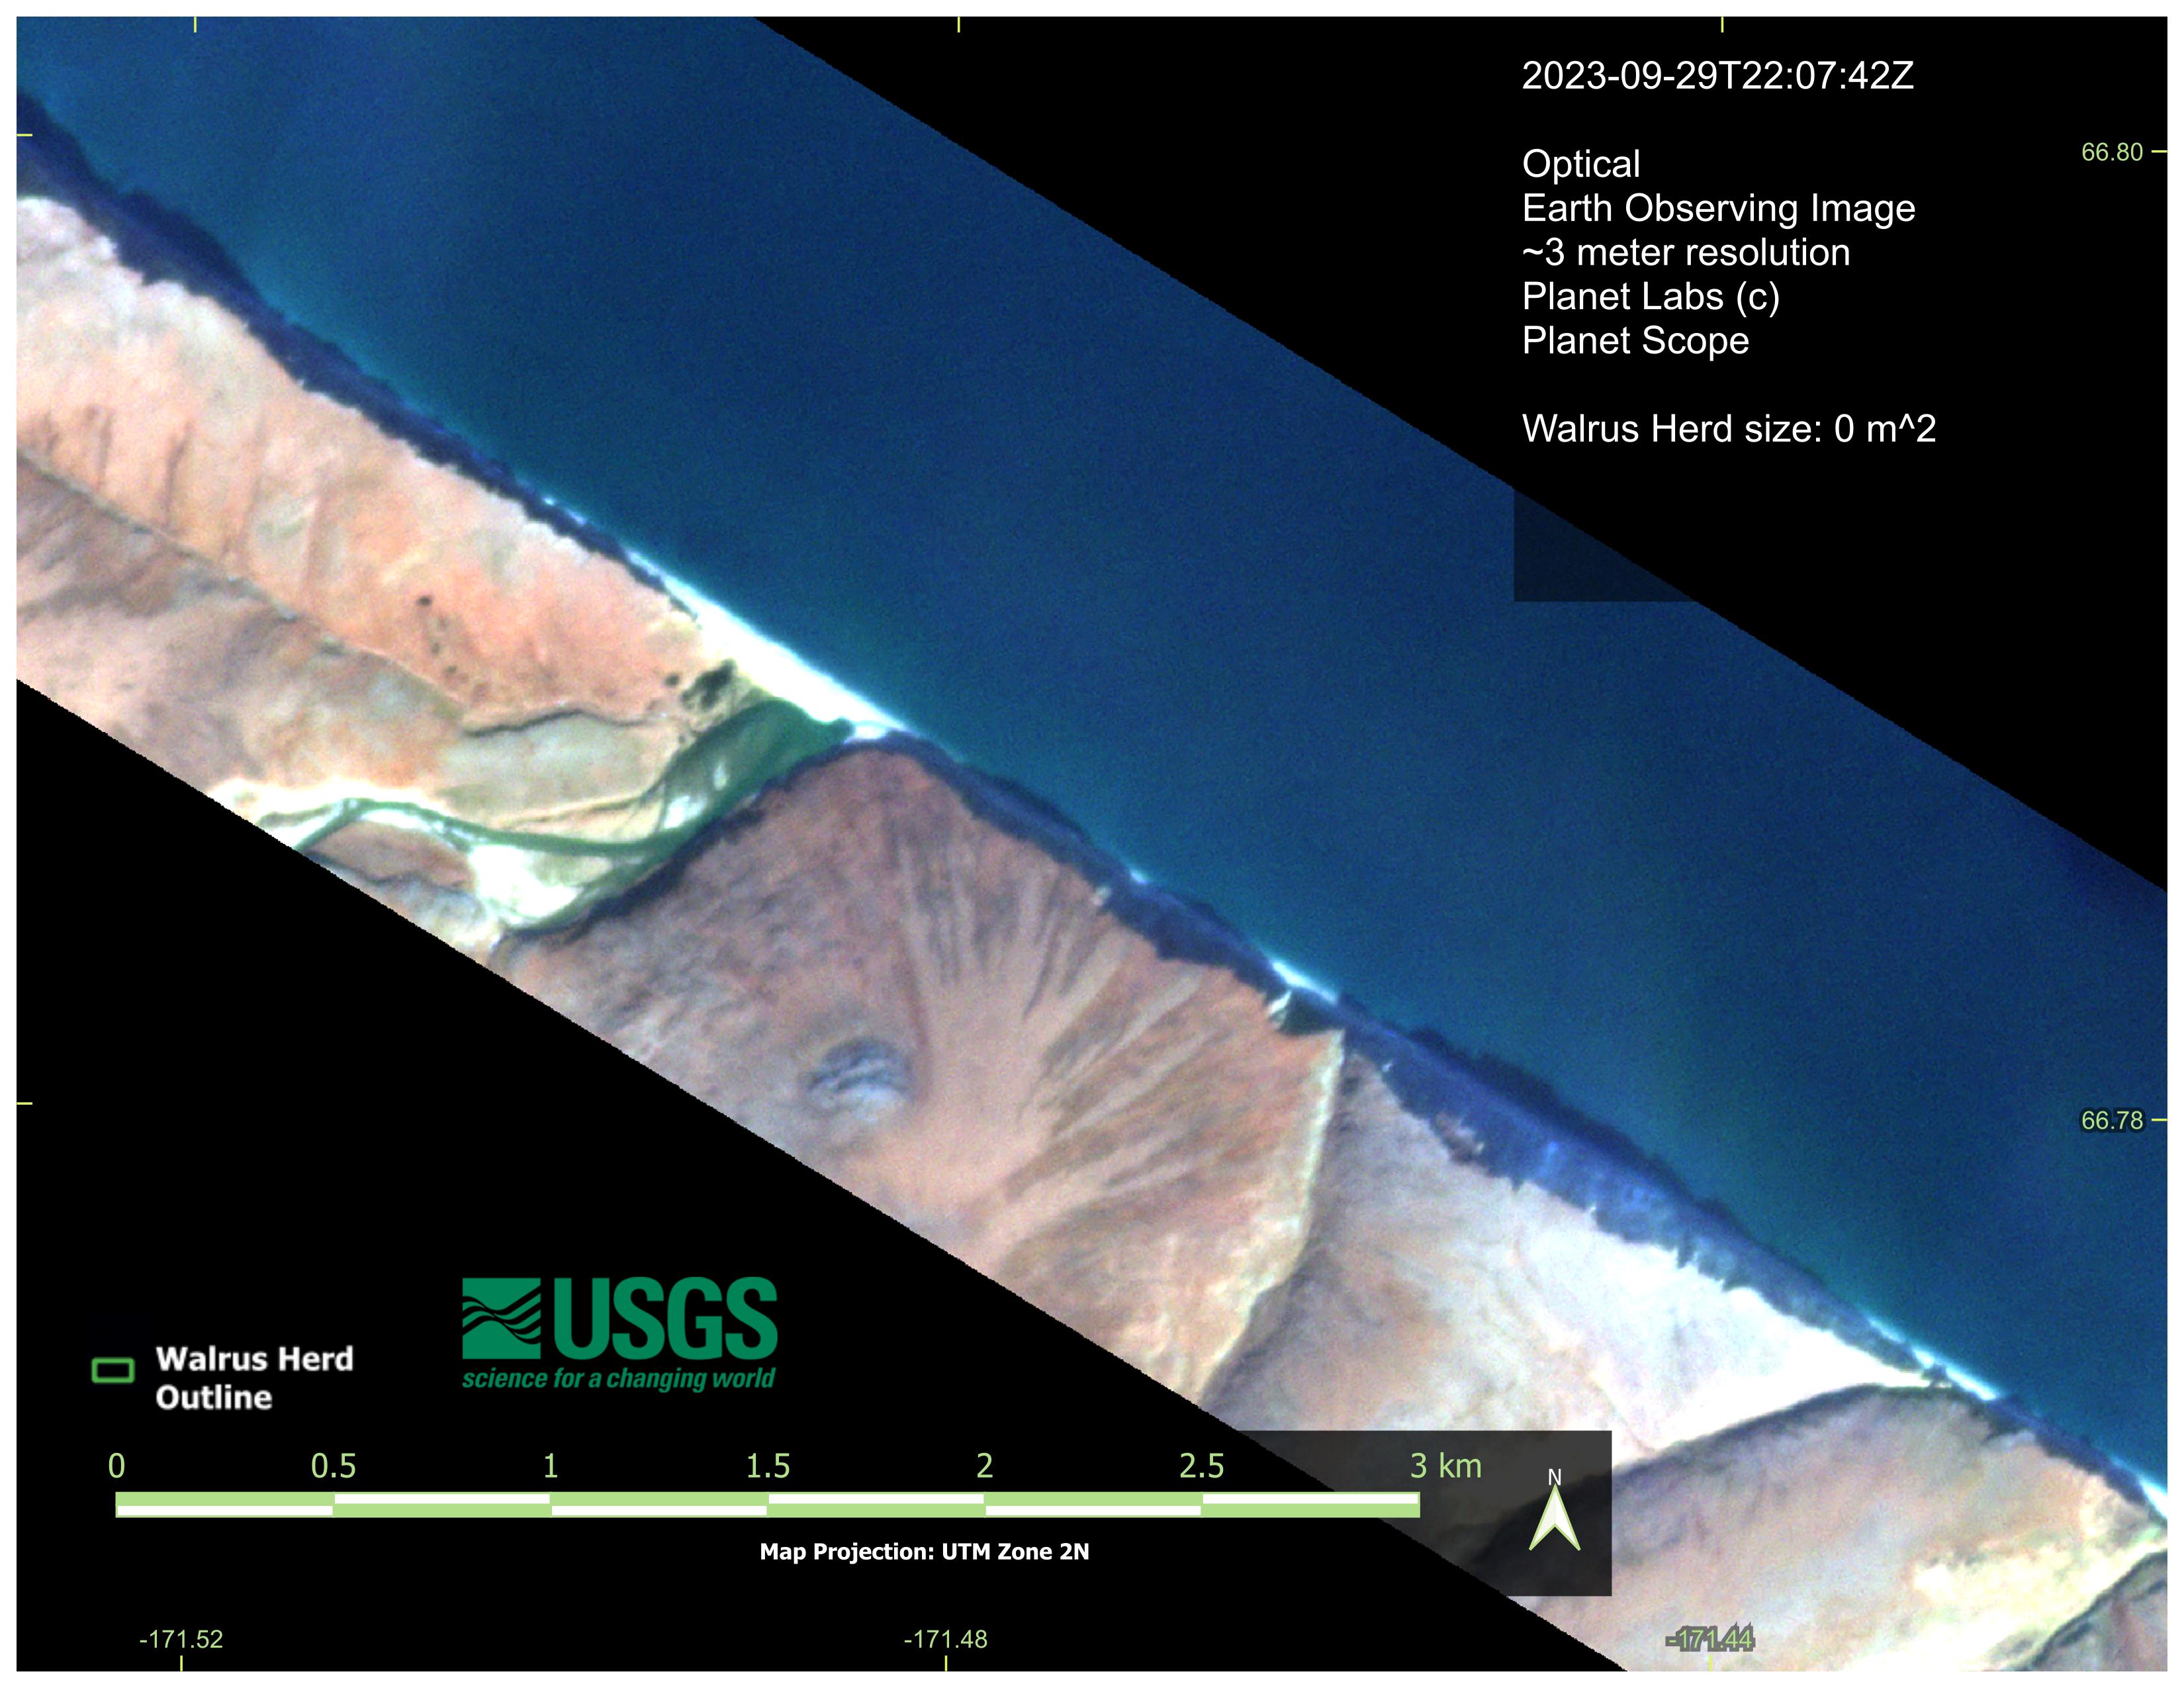 2023-09-29T22:07:42Z
66.80
Optical
Earth Observing Image
~3 meter resolution
Planet Labs (c)
Planet Scope
Walrus Herd size: 0 m^2
66.78
USGS
science for a changing world
Walrus Herd
Outline
0 0.5 1 1.5 2 2.5 3 km
N
Map Projection: UTM Zone 2N
-171.52 -171.48 -171.44